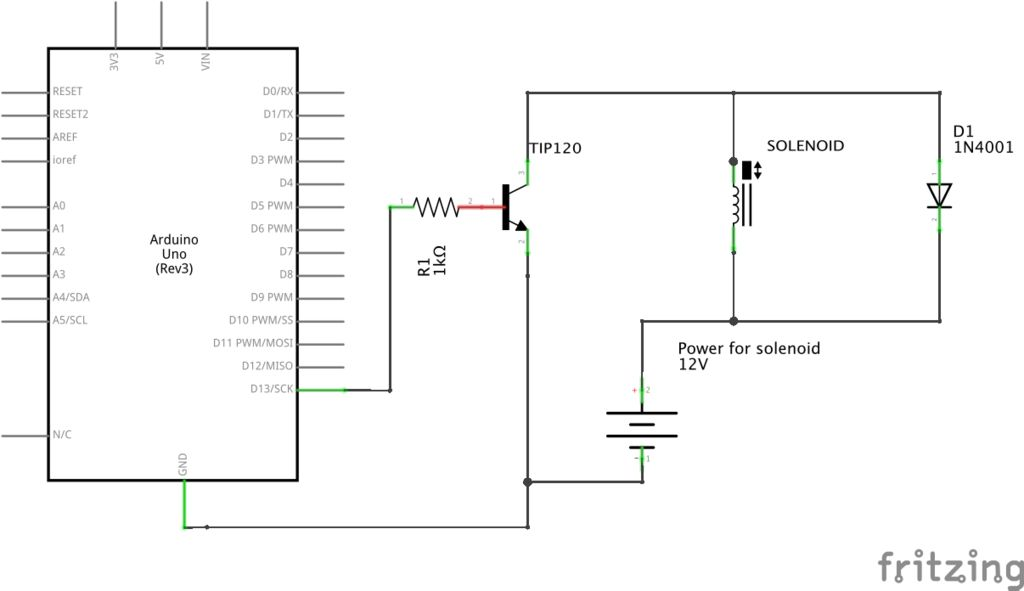 3V3
5V
VIN
RESET
RESET2
AREF
ioref
A0
A1
A2
A3
A4/SDA
A5/SCL
N/C
Arduino
Uno
(Rev3)
D0/RX
D1/TX
D2
D3 PWM
D4
D5 PWM
D6 PWM
D7
D8
D9 PWM
D10 PWM/SS
D11 PWM/MOSI
D12/MISO
D13/SCK
GND
1
2
1
R1
1kΩ
TIP120
3
2
SOLENOID
D1
1N4001
1
2
Power for solenoid
12V
+ 2
- 1
fritzing